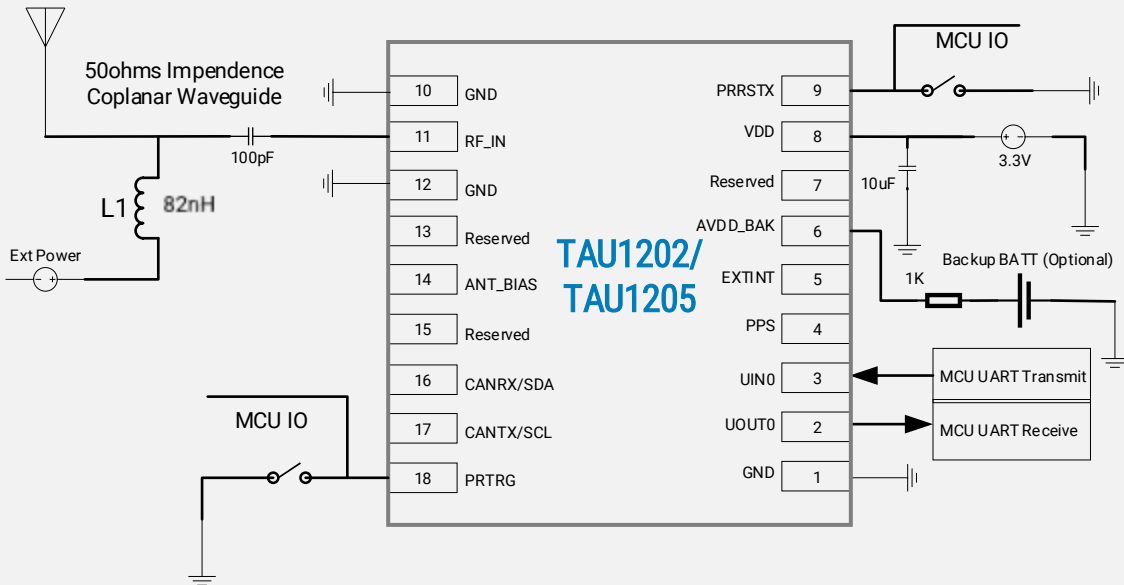 50ohms Impendence
Coplanar Waveguide
100pF
L1
82nH
Ext Power
MCU IO
10
GND
11
RF_IN
12
GND
13
Reserved
14
ANT_BIAS
15
Reserved
16
CANRX/SDA
17
CANTX/SCL
18
PRTRG
TAU1202/
TAU1205
PRRSTX
9
VDD
8
Reserved
7
AVDD_BAK
6
EXTINT
5
PPS
4
UIN0
3
UOUT0
2
GND
1
MCU IO
3.3V
10uF
1K
Backup BATT (Optional)
MCU UART Transmit
MCU UART Receive